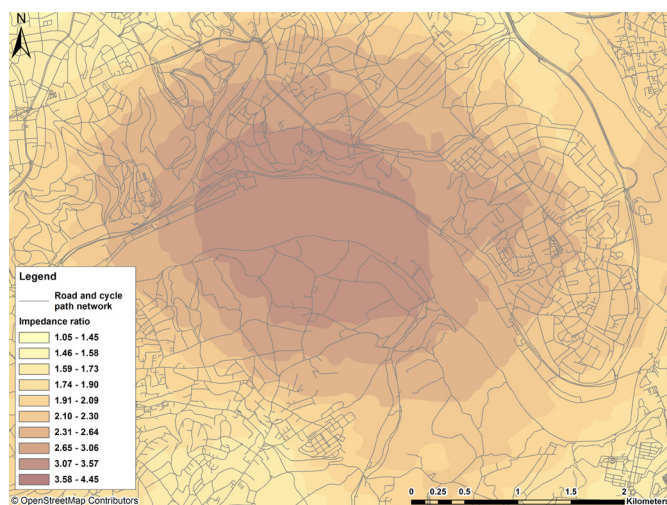 N
Legend
Road and cycle
path network
Impedance ratio
1.05 - 1.45
1.46 - 1.58
1.59 - 1.73
1.74 - 1.90
1.91 - 2.09
2.10 - 2.30
2.31 - 2.64
2.65 - 3.06
3.07 - 3.57
3.58 - 4.45
© OpenStreetMap Contributors
0 0.25 0.5 1 1.5 2
Kilometers